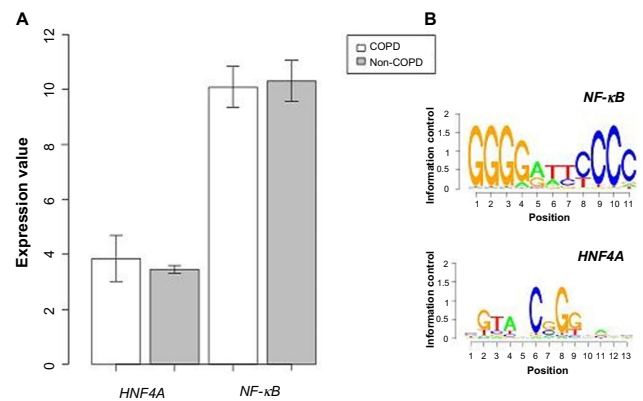 A
Expression value
12
10
8
6
4
2
0
HNF4A
NF-κB
COPD
Non-COPD
B
NF-κB
Information control
2
1.5
1
0.5
0
GGGGATTCCCC
1 2 3 4 5 6 7 8 9 10 11
Position
HNF4A
Information control
2
1.5
1
0.5
0
1 2 3 4 5 6 7 8 9 10 11 12 13
Position